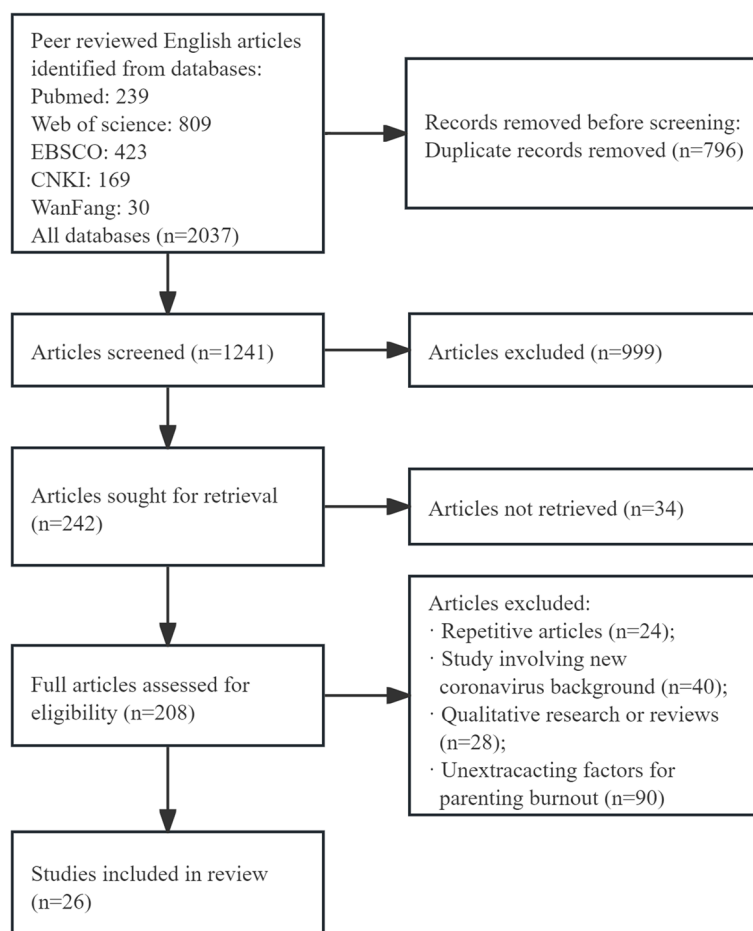 Peer reviewed English articles
identified from databases:
Pubmed: 239
Web of science: 809
EBSCO: 423
CNKI: 169
WanFang: 30
All databases (n=2037)
Records removed before screening:
Duplicate records removed (n=796)
Articles screened (n=1241)
Articles excluded (n=999)
Articles sought for retrieval
(n=242)
Articles not retrieved (n=34)
Full articles assessed for
eligibility (n=208)
Articles excluded:
· Repetitive articles (n=24);
· Study involving new
coronavirus background (n=40);
· Qualitative research or reviews
(n=28);
· Unextracacting factors for
parenting burnout (n=90)
Studies included in review
(n=26)